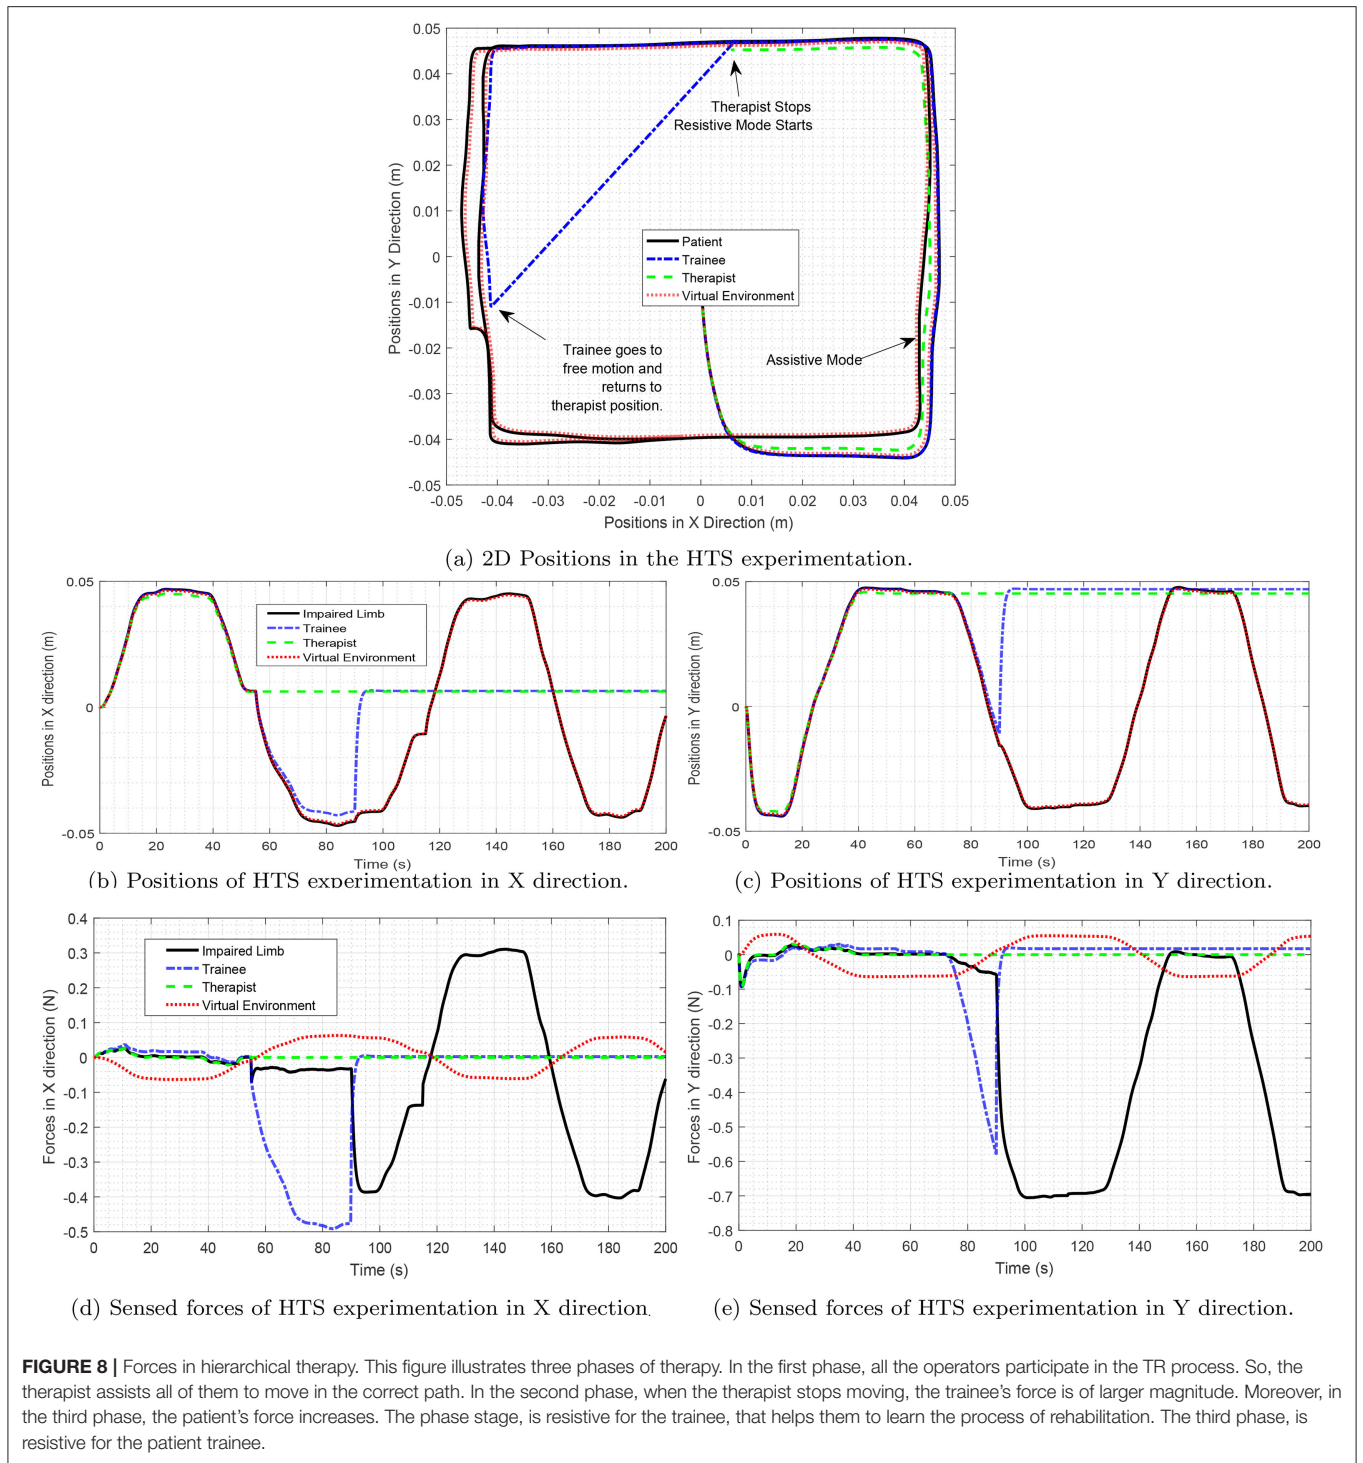 0.05
0.04
0.03
0.02
0.01
0
-0.01
-0.02
-0.03
-0.04
-0.05
Positions in Y Direction (m)
Therapist Stops
Resistive Mode Starts
Patient
Trainee
Therapist
Virtual Environment
Trainee goes to
free motion and
returns to
therapist position.
Assistive Mode
-0.05 -0.04 -0.03 -0.02 -0.01 0 0.01 0.02 0.03 0.04 0.05
Positions in X Direction (m)
(a) 2D Positions in the HTS experimentation.
0.05
0
-0.05
Positions in X direction (m)
Impaired Limb
Trainee
Therapist
Virtual Environment
0 20 40 60 80 100 120 140 160 180 200
Time (s)
(b) Positions of HTS experimentation in X direction.
0.05
0
-0.05
Positions in Y direction (m)
0 20 40 60 80 100 120 140 160 180 200
Time (s)
(c) Positions of HTS experimentation in Y direction.
0.4
0.3
0.2
0.1
0
-0.1
-0.2
-0.3
-0.4
-0.5
Forces in X direction (N)
Impaired Limb
Trainee
Therapist
Virtual Environment
0 20 40 60 80 100 120 140 160 180 200
Time (s)
(d) Sensed forces of HTS experimentation in X direction.
0.1
0
-0.1
-0.2
-0.3
-0.4
-0.5
-0.6
-0.7
-0.8
Forces in Y direction (N)
0 20 40 60 80 100 120 140 160 180 200
Time (s)
(e) Sensed forces of HTS experimentation in Y direction.
FIGURE 8 | Forces in hierarchical therapy. This figure illustrates three phases of therapy. In the first phase, all the operators participate in the TR process. So, the
therapist assists all of them to move in the correct path. In the second phase, when the therapist stops moving, the trainee's force is of larger magnitude. Moreover, in
the third phase, the patient's force increases. The phase stage, is resistive for the trainee, that helps them to learn the process of rehabilitation. The third phase, is
resistive for the patient trainee.